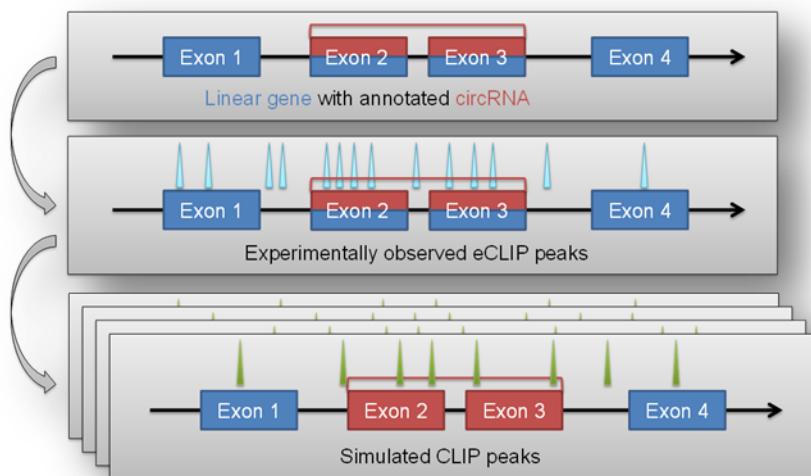 Exon 1 Exon 2 Exon 3 Exon 4
Linear gene with annotated circRNA
Exon 1 Exon 2 Exon 3 Exon 4
Experimentally observed eCLIP peaks
Exon 1 Exon 2 Exon 3 Exon 4
Simulated CLIP peaks